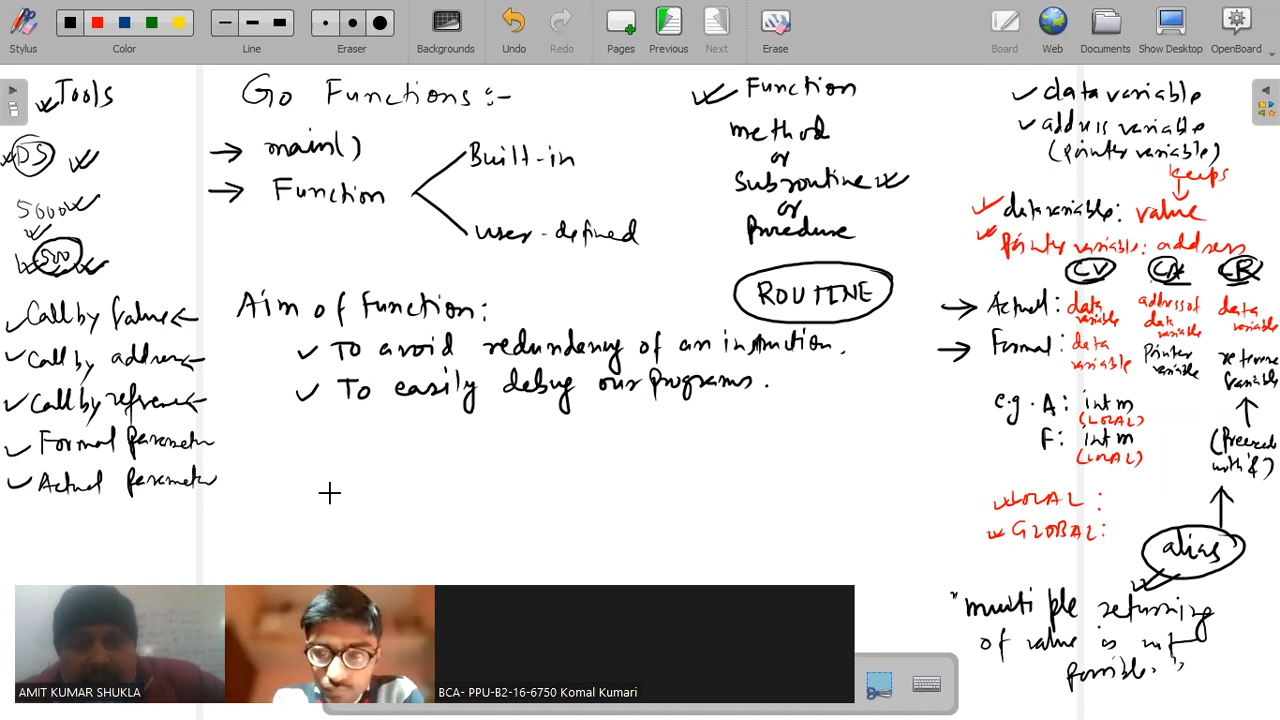 Stylus
Color
Line
Eraser
Backgrounds
Undo
Redo
Pages
Previous
Next
Erase
Board
Web
Documents
Show Desktop
OpenBoard
Tools
DS
5000
500
Call by Value
Call by address
Call by reference
Formal parameter
Actual parameter
Go Functions :-
main()
Function
Built-in
user-defined
Aim of Function:
To avoid redundancy of an instruction.
To easily debug our programs.
Function
method
or
Subroutine
or
Procedure
ROUTINE
data variable
address variable
(pointer variable)
keeps
data variable: value
Pointer variable: address
CV CA CR
Actual: data variable address of data variable data variable
Formal: data variable Pointer variable reference variable
e.g. A: int m
(LOCAL)
F: int m
(LOCAL)
(Preceed with &)
LOCAL :
GLOBAL:
alias
"multiple returning
of value is not
possible."
AMIT KUMAR SHUKLA
BCA- PPU-B2-16-6750 Komal Kumari